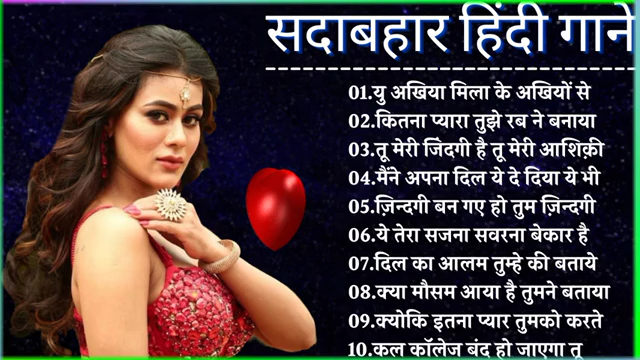 सदाबहार हिंदी गाने
01.यु अखिया मिला के अखियों से
02.कितना प्यारा तुझे रब ने बनाया
03.तू मेरी जिंदगी है तू मेरी आशिक़ी
04.मैंने अपना दिल ये दे दिया ये भी
05.ज़िन्दगी बन गए हो तुम ज़िन्दगी
06.ये तेरा सजना सवरना बेकार है
07.दिल का आलम तुम्हे की बताये
08.क्या मौसम आया है तुमने बताया
09.क्योकि इतना प्यार तुमको करते
10.कल कॉलेज बंद हो जाएगा तू